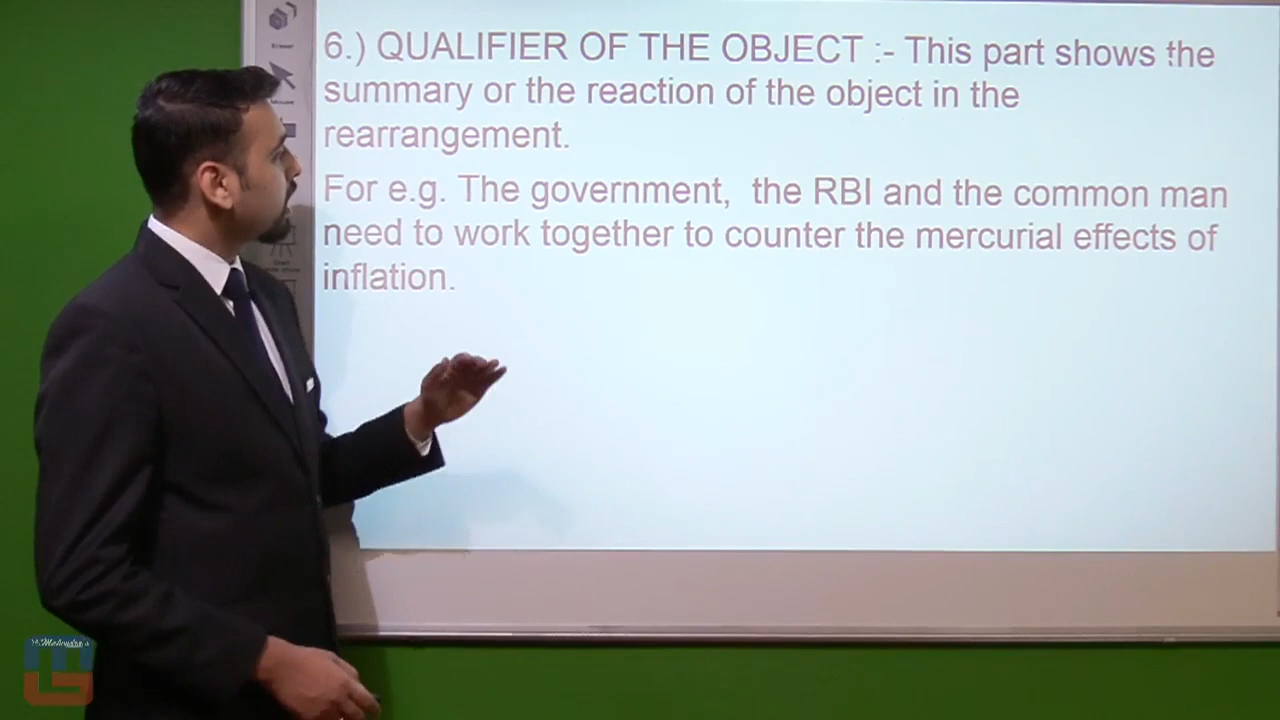 6.) QUALIFIER OF THE OBJECT :- This part shows the
summary or the reaction of the object in the
rearrangement.
For e.g. The government, the RBI and the common man
need to work together to counter the mercurial effects of
inflation.
Eraser
Mouse